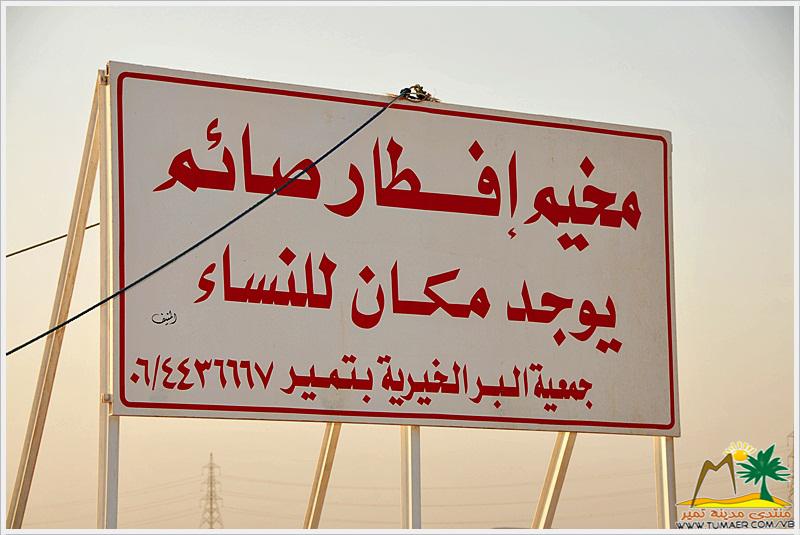 مخيم إفطار صائم
يوجد مكان للنساء
المنيف
جمعية البر الخيرية بتمير ٠٦/٤٤٣٦٦٦٧
منتدى مدينة تمير
WWW.TUMAER.COM/VB